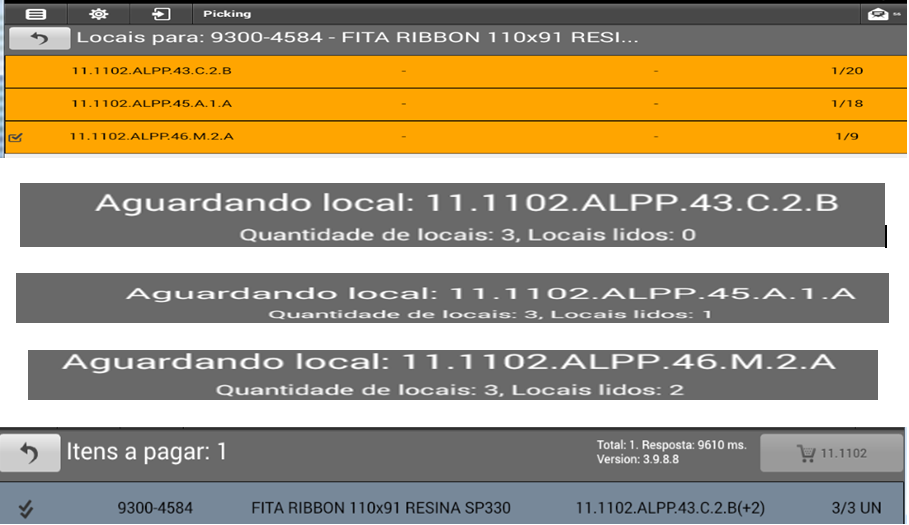 Picking
Locais para: 9300-4584 - FITA RIBBON 110x91 RESI...
11.1102.ALPP.43.C.2.B - - 1/20
11.1102.ALPP.45.A.1.A - - 1/18
11.1102.ALPP.46.M.2.A - - 1/9
Aguardando local: 11.1102.ALPP.43.C.2.B
Quantidade de locais: 3, Locais lidos: 0
Aguardando local: 11.1102.ALPP.45.A.1.A
Quantidade de locais: 3, Locais lidos: 1
Aguardando local: 11.1102.ALPP.46.M.2.A
Quantidade de locais: 3, Locais lidos: 2
Itens a pagar: 1
Total: 1. Resposta: 9610 ms.
Version: 3.9.8.8
11.1102
9300-4584 FITA RIBBON 110x91 RESINA SP330 11.1102.ALPP.43.C.2.B(+2) 3/3 UN